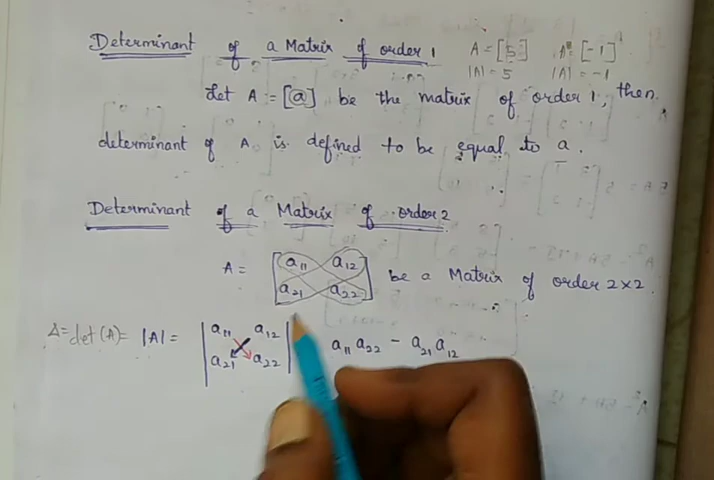 Determinant of a Matrix of order 1 A = [5] A = [-1]
|A| = 5 |A| = -1
Let A = [a] be the matrix of order 1, then
determinant of A is defined to be equal to a.
Determinant of a Matrix of order 2
A = [a11 a12
a21 a22] be a Matrix of order 2×2
Δ = det(A) = |A| = |a11 a12
a21 a22| a11 a22 - a21 a12